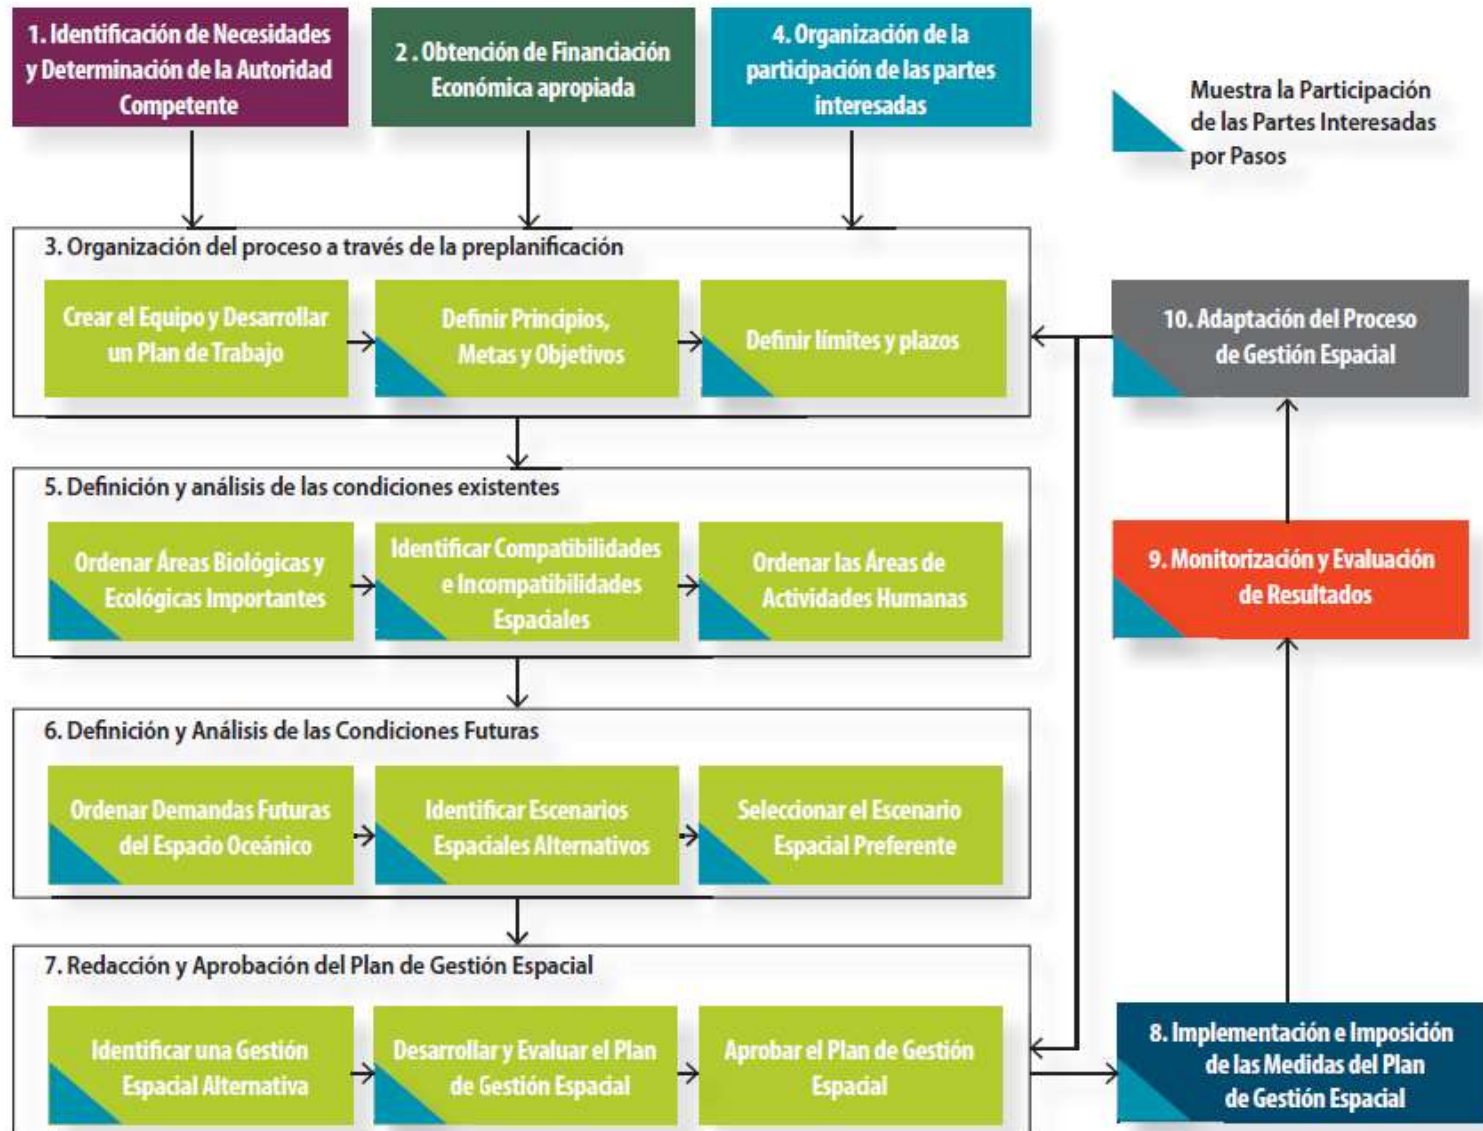 1. Identificación de Necesidades
y Determinación de la Autoridad
Competente
2 . Obtención de Financiación
Económica apropiada
4. Organización de la
participación de las partes
interesadas
Muestra la Participación
de las Partes Interesadas
por Pasos
3. Organización del proceso a través de la preplanificación
Crear el Equipo y Desarrollar
un Plan de Trabajo
Definir Principios,
Metas y Objetivos
Definir límites y plazos
10. Adaptación del Proceso
de Gestión Espacial
5. Definición y análisis de las condiciones existentes
Ordenar Áreas Biológicas y
Ecológicas Importantes
Identificar Compatibilidades
e Incompatibilidades
Espaciales
Ordenar las Áreas de
Actividades Humanas
9. Monitorización y Evaluación
de Resultados
6. Definición y Análisis de las Condiciones Futuras
Ordenar Demandas Futuras
del Espacio Oceánico
Identificar Escenarios
Espaciales Alternativos
Seleccionar el Escenario
Espacial Preferente
7. Redacción y Aprobación del Plan de Gestión Espacial
Identificar una Gestión
Espacial Alternativa
Desarrollar y Evaluar el Plan
de Gestión Espacial
Aprobar el Plan de Gestión
Espacial
8. Implementación e Imposición
de las Medidas del Plan
de Gestión Espacial